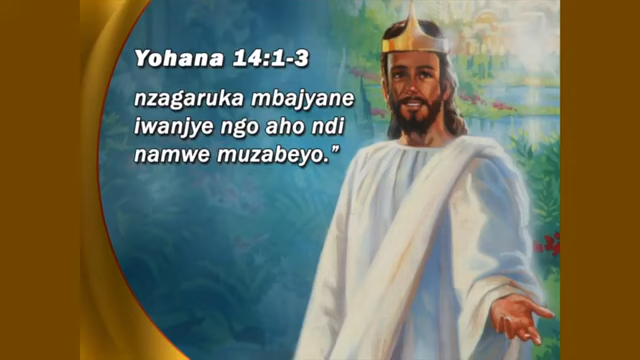 Yohana 14:1-3
nzagaruka mbajyane
iwanjye ngo aho ndi
namwe muzabeyo.”